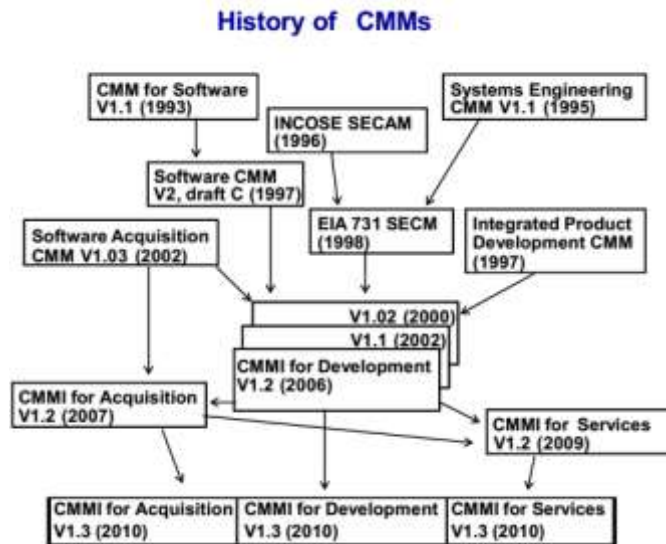 History of CMMs
CMM for Software
V1.1 (1993)
Systems Engineering
CMM V1.1 (1995)
INCOSE SECAM
(1996)
Software CMM
V2, draft C (1997)
EIA 731 SECM
(1998)
Integrated Product
Development CMM
(1997)
Software Acquisition
CMM V1.03 (2002)
V1.02 (2000)
V1.1 (2002)
CMMI for Development
V1.2 (2006)
CMMI for Acquisition
V1.2 (2007)
CMMI for Services
V1.2 (2009)
CMMI for Acquisition
V1.3 (2010)
CMMI for Development
V1.3 (2010)
CMMI for Services
V1.3 (2010)